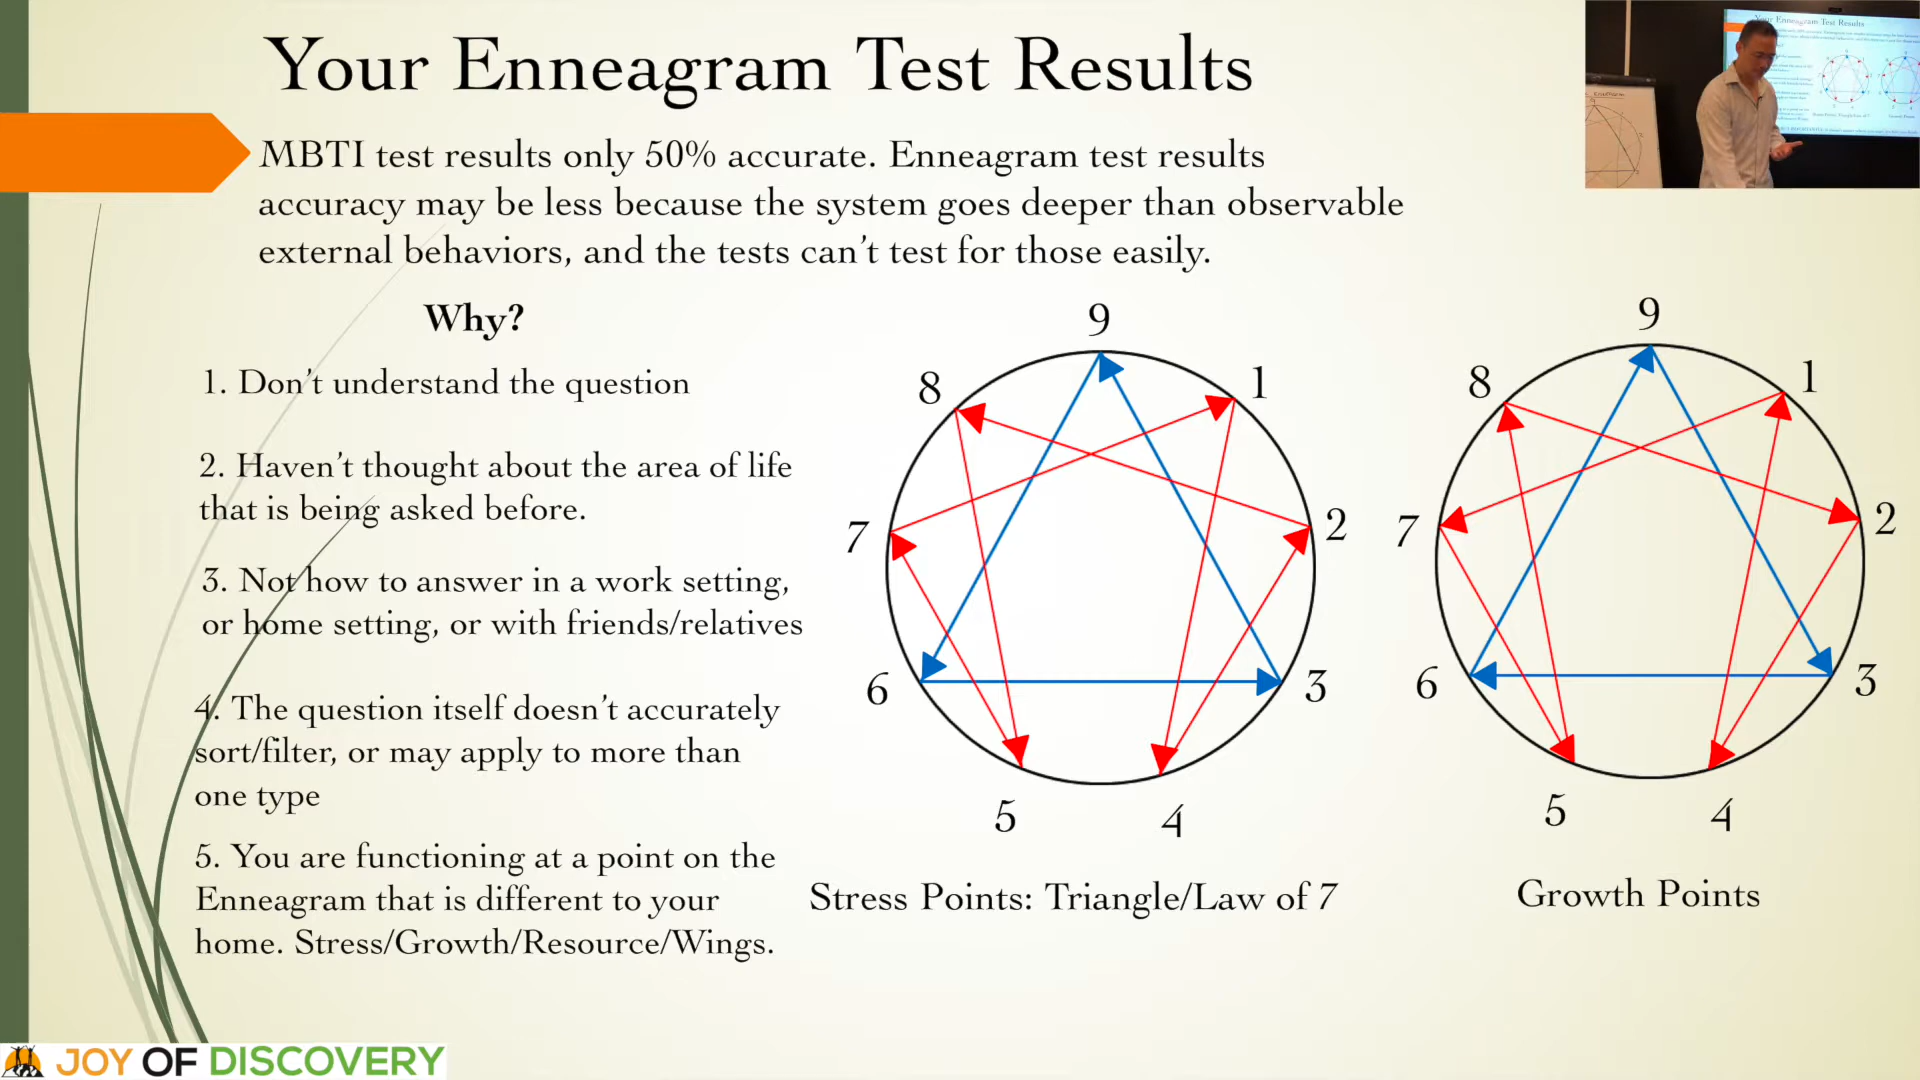 Your Enneagram Test Results
MBTI test results only 50% accurate. Enneagram test results
accuracy may be less because the system goes deeper than observable
external behaviors, and the tests can't test for those easily.
Why?
1. Don't understand the question
2. Haven't thought about the area of life
that is being asked before.
3. Not how to answer in a work setting,
or home setting, or with friends/relatives
4. The question itself doesn't accurately
sort/filter, or may apply to more than
one type
5. You are functioning at a point on the
Enneagram that is different to your
home. Stress/Growth/Resource/Wings.
9
8
1
7
2
6
3
5
4
Stress Points: Triangle/Law of 7
9
8
1
7
2
6
3
5
4
Growth Points
Your Enneagram Test Results
JOY OF DISCOVERY